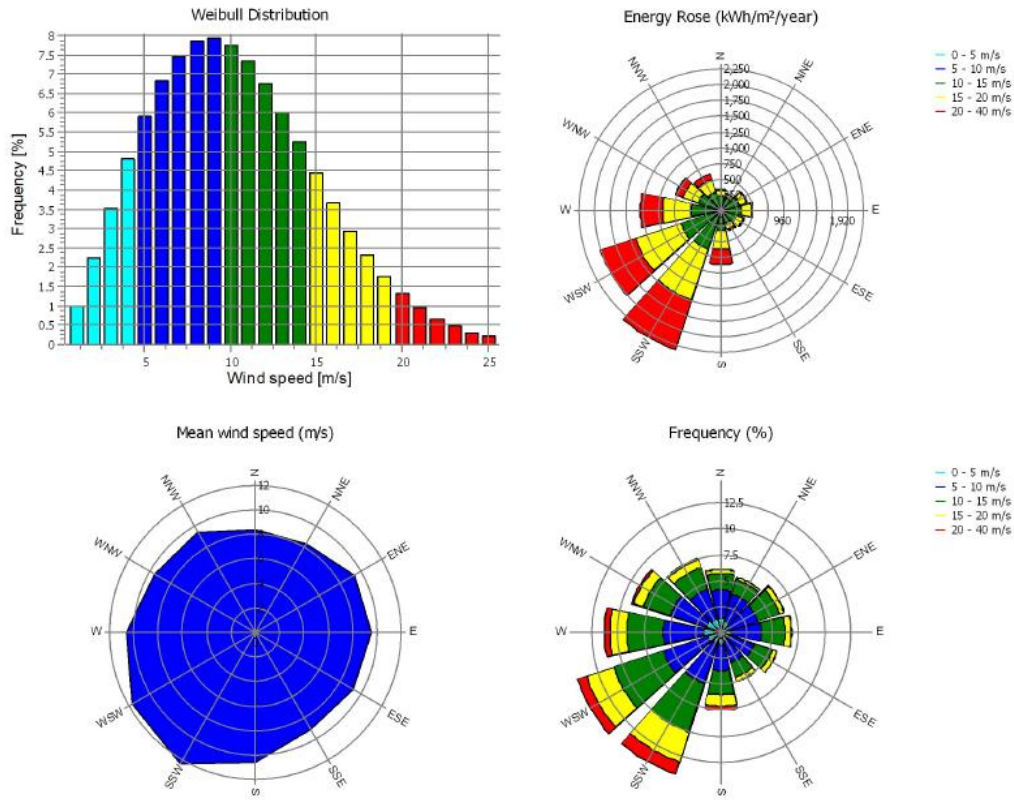 Weibull Distribution
8
7.5
7
6.5
6
5.5
5
4.5
4
3.5
3
2.5
2
1.5
1
0.5
0
Frequency [%]
5
10
15
20
25
Wind speed [m/s]
Energy Rose (kWh/m²/year)
N
NNE
ENE
E
ESE
SSE
S
SSW
WSW
W
WNW
NNW
2,250
2,000
1,750
1,500
1,250
1,000
750
500
960
1,920
0 - 5 m/s
5 - 10 m/s
10 - 15 m/s
15 - 20 m/s
20 - 40 m/s
Mean wind speed (m/s)
N
NNE
ENE
E
ESE
SSE
S
SSW
WSW
W
WNW
NNW
12
10
Frequency (%)
N
NNE
ENE
E
ESE
SSE
S
SSW
WSW
W
WNW
NNW
12.5
10
7.5
0 - 5 m/s
5 - 10 m/s
10 - 15 m/s
15 - 20 m/s
20 - 40 m/s